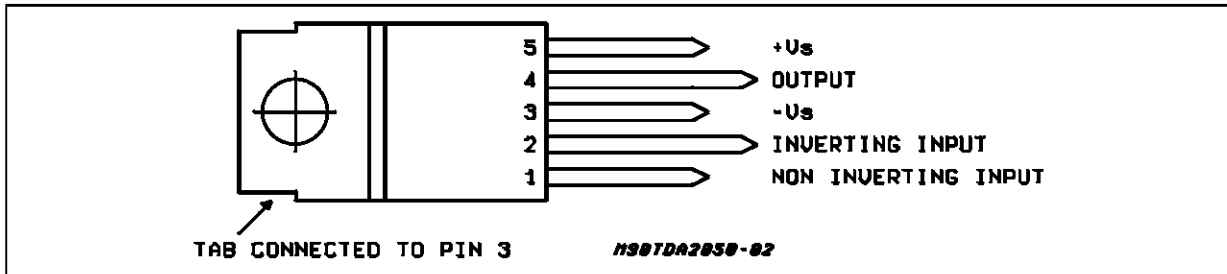 5 +Vs
4 OUTPUT
3 -Vs
2 INVERTING INPUT
1 NON INVERTING INPUT
TAB CONNECTED TO PIN 3
M90TDA2050-02